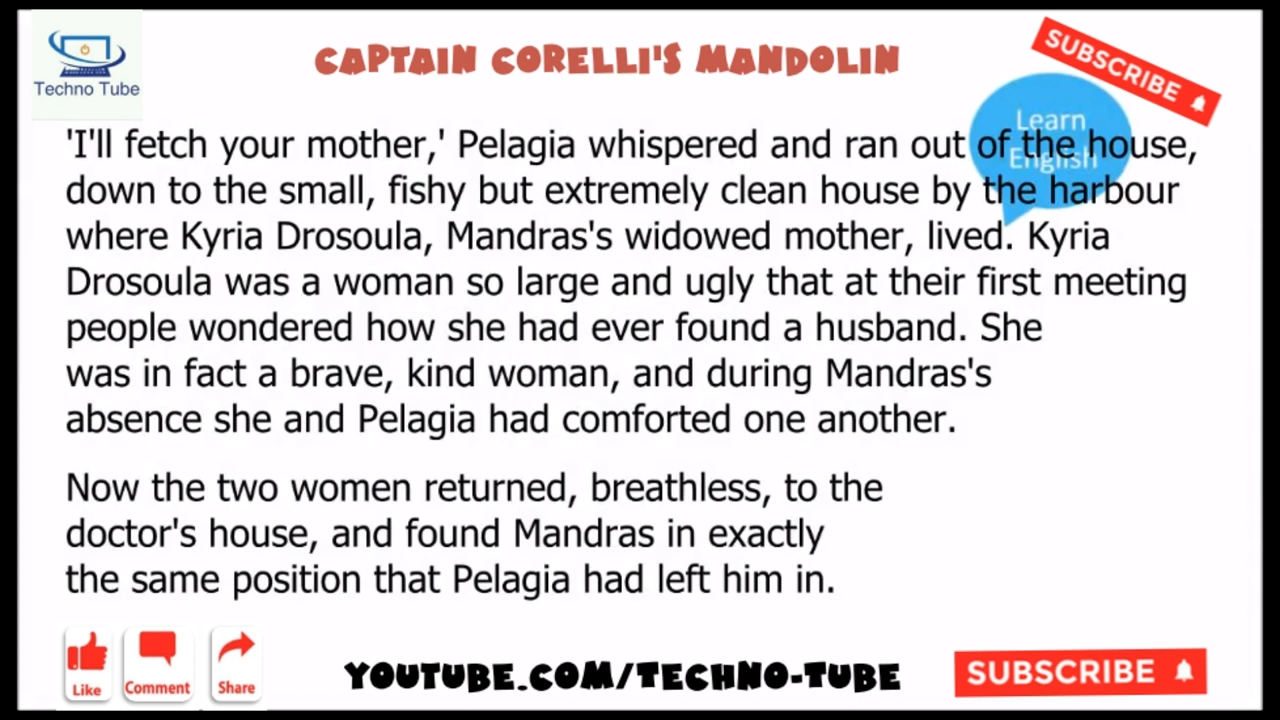 Techno Tube
CAPTAIN CORELLI'S MANDOLIN
SUBSCRIBE
Learn
English
'I'll fetch your mother,' Pelagia whispered and ran out of the house,
down to the small, fishy but extremely clean house by the harbour
where Kyria Drosoula, Mandras's widowed mother, lived. Kyria
Drosoula was a woman so large and ugly that at their first meeting
people wondered how she had ever found a husband. She
was in fact a brave, kind woman, and during Mandras's
absence she and Pelagia had comforted one another.
Now the two women returned, breathless, to the
doctor's house, and found Mandras in exactly
the same position that Pelagia had left him in.
Like
Comment
Share
YOUTUBE.COM/TECHNO-TUBE
SUBSCRIBE